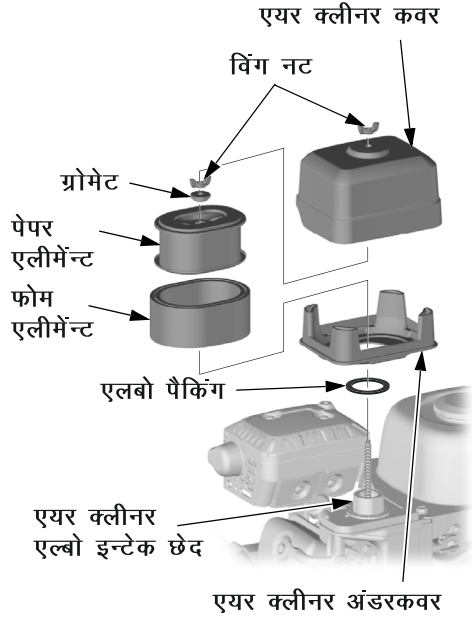 एयर क्लीनर कवर
विंग नट
ग्रोमेट
पेपर
एलीमेंन्ट
फोम
एलीमेंन्ट
एलबो पैकिंग
एयर क्लीनर
एल्बो इन्टेक छेद
एयर क्लीनर अंडरकवर